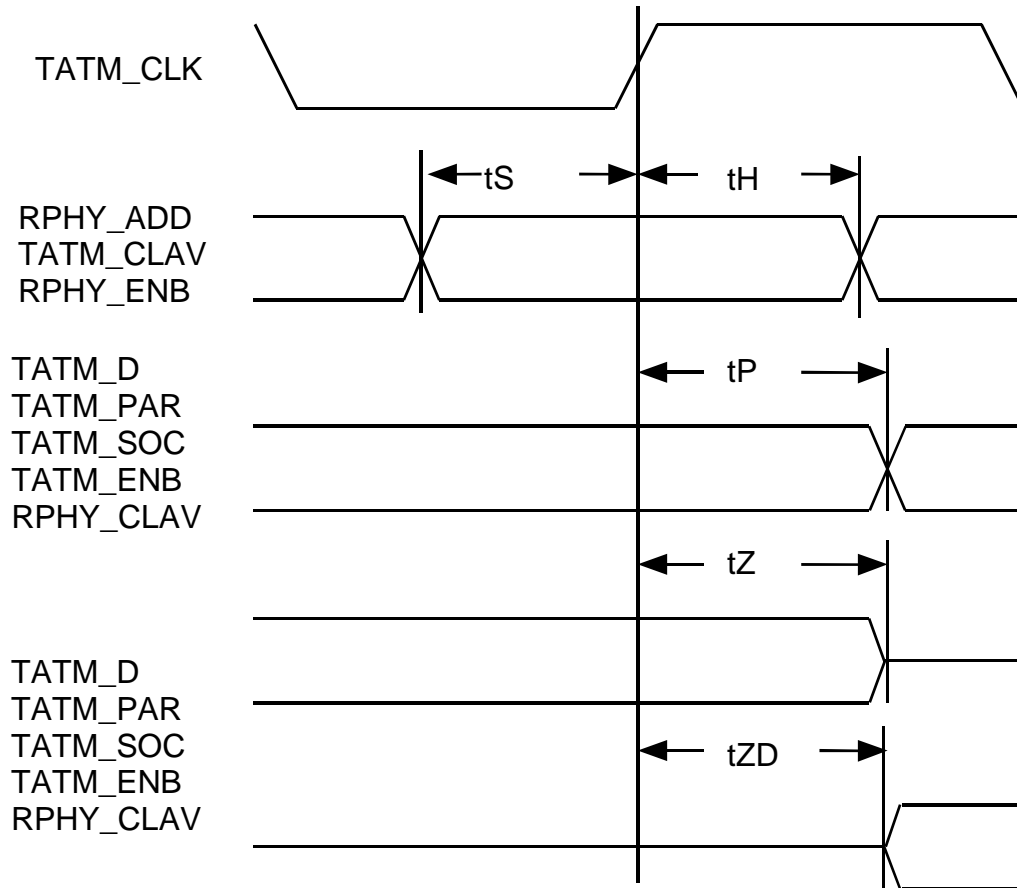 TATM_CLK
tS
tH
RPHY_ADD
TATM_CLAV
RPHY_ENB
TATM_D
tP
TATM_PAR
TATM_SOC
TATM_ENB
RPHY_CLAV
tZ
TATM_D
TATM_PAR
TATM_SOC
tZD
TATM_ENB
RPHY_CLAV